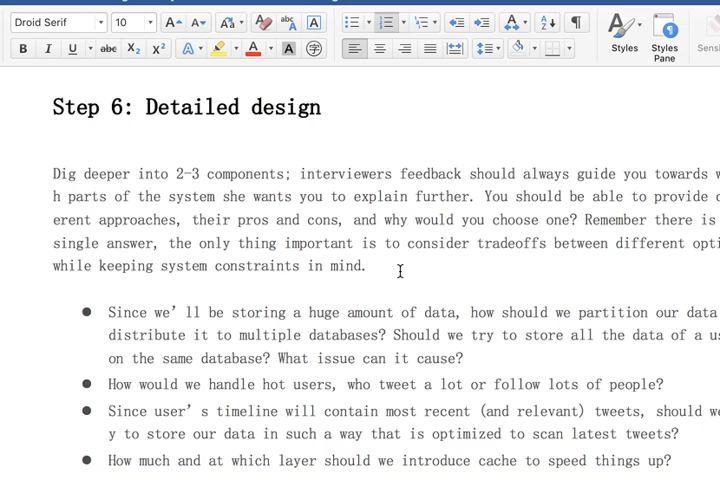 Droid Serif 10 A A Aa abc A
Styles Styles Pane Sensi
B I U abc X2 X2 A A A 字
Step 6: Detailed design
Dig deeper into 2-3 components; interviewers feedback should always guide you towards w
h parts of the system she wants you to explain further. You should be able to provide
erent approaches, their pros and cons, and why would you choose one? Remember there is
single answer, the only thing important is to consider tradeoffs between different opti
while keeping system constraints in mind.
● Since we’ll be storing a huge amount of data, how should we partition our data
distribute it to multiple databases? Should we try to store all the data of a u
on the same database? What issue can it cause?
● How would we handle hot users, who tweet a lot or follow lots of people?
● Since user’s timeline will contain most recent (and relevant) tweets, should we
y to store our data in such a way that is optimized to scan latest tweets?
● How much and at which layer should we introduce cache to speed things up?